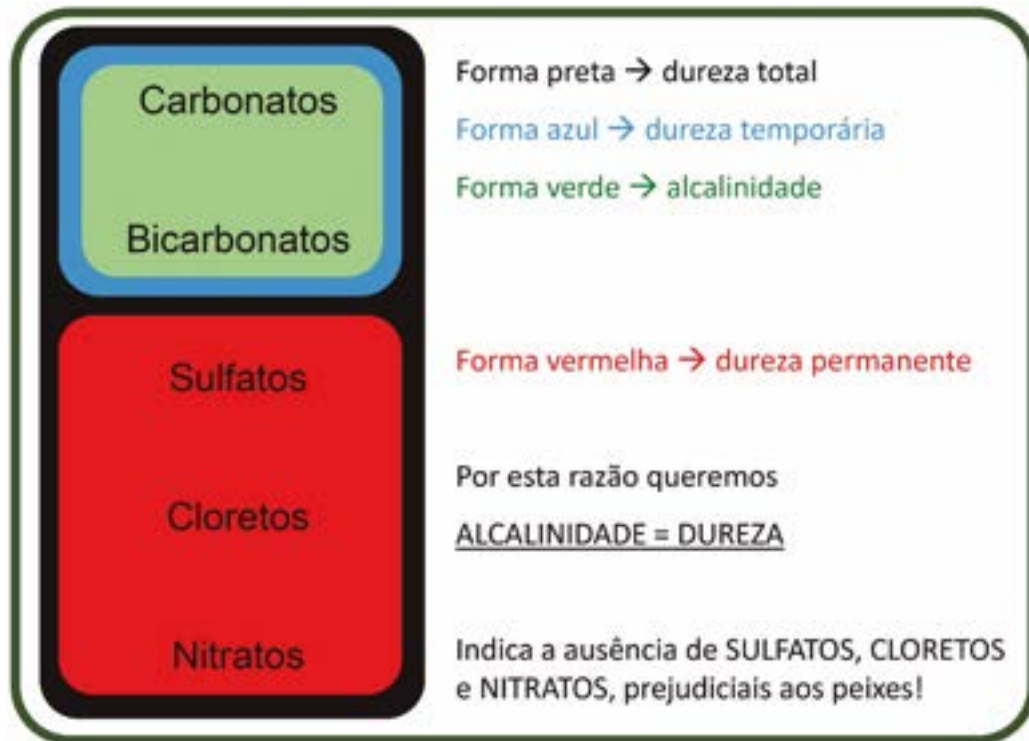 Carbonatos
Bicarbonatos
Sulfatos
Cloretos
Nitratos
Forma preta → dureza total
Forma azul → dureza temporária
Forma verde → alcalinidade
Forma vermelha → dureza permanente
Por esta razão queremos
ALCALINIDADE = DUREZA
Indica a ausência de SULFATOS, CLORETOS
e NITRATOS, prejudiciais aos peixes!